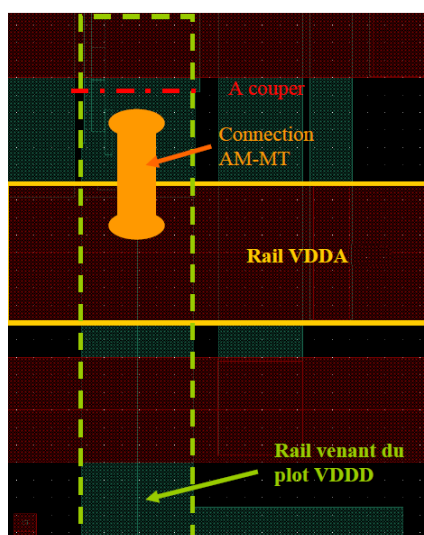 A couper
Connection
AM-MT
Rail VDDA
Rail venant du
plot VDDD